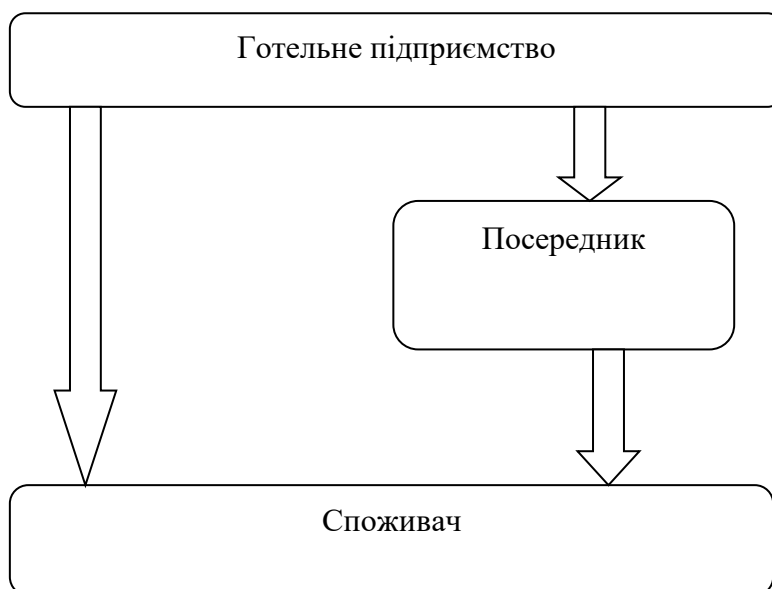 Готельне підприємство
Посередник
Споживач